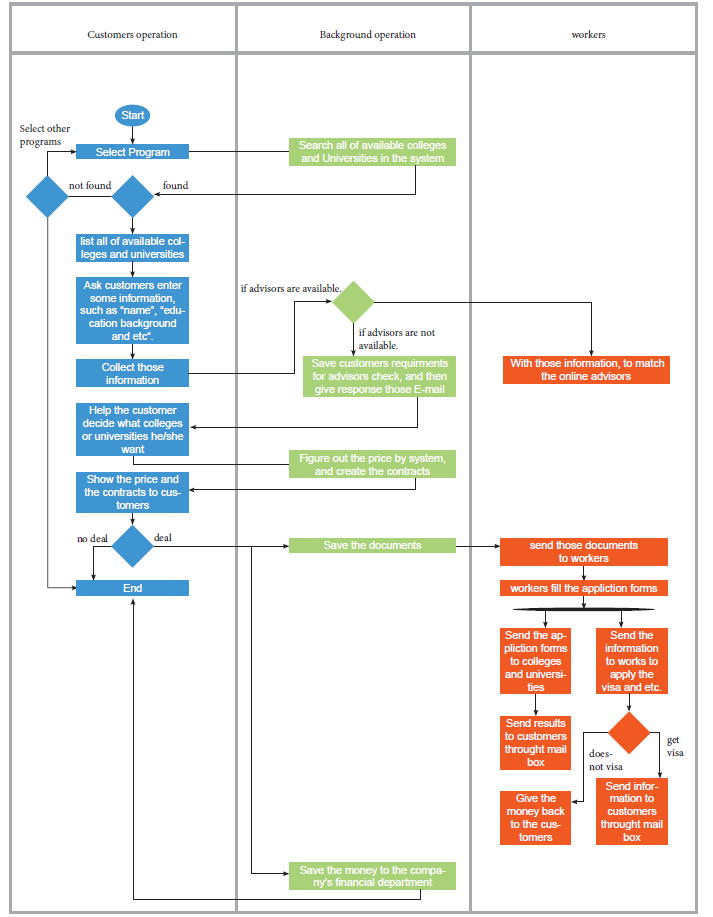 Customers operation
Background operation
workers
Start
Select other
programs
Select Program
Search all of available colleges
and Universities in the system
not found
found
list all of available col-
lleges and universities
Ask customers enter
some information,
such as “name”, “edu-
cation background
and etc“.
if advisors are available.
if advisors are not
available.
Collect those
information
Save customers requirments
for advisors check, and then
give response those E-mail
With those information, to match
the online advisors
Help the customer
decide what colleges
or universities he/she
want
Figure out the price by system,
and create the contracts
Show the price and
the contracts to cus-
tomers
no deal
deal
Save the documents
send those documents
to workers
End
workers fill the appliction forms
Send the ap-
pliction forms
to colleges
and universi-
ties
Send the
information
to works to
apply the
visa and etc.
Send results
to customers
throught mail
box
does-
not visa
get
visa
Give the
money back
to the cus-
tomers
Send infor-
mation to
customers
throught mail
box
Save the money to the compa-
ny's financial department